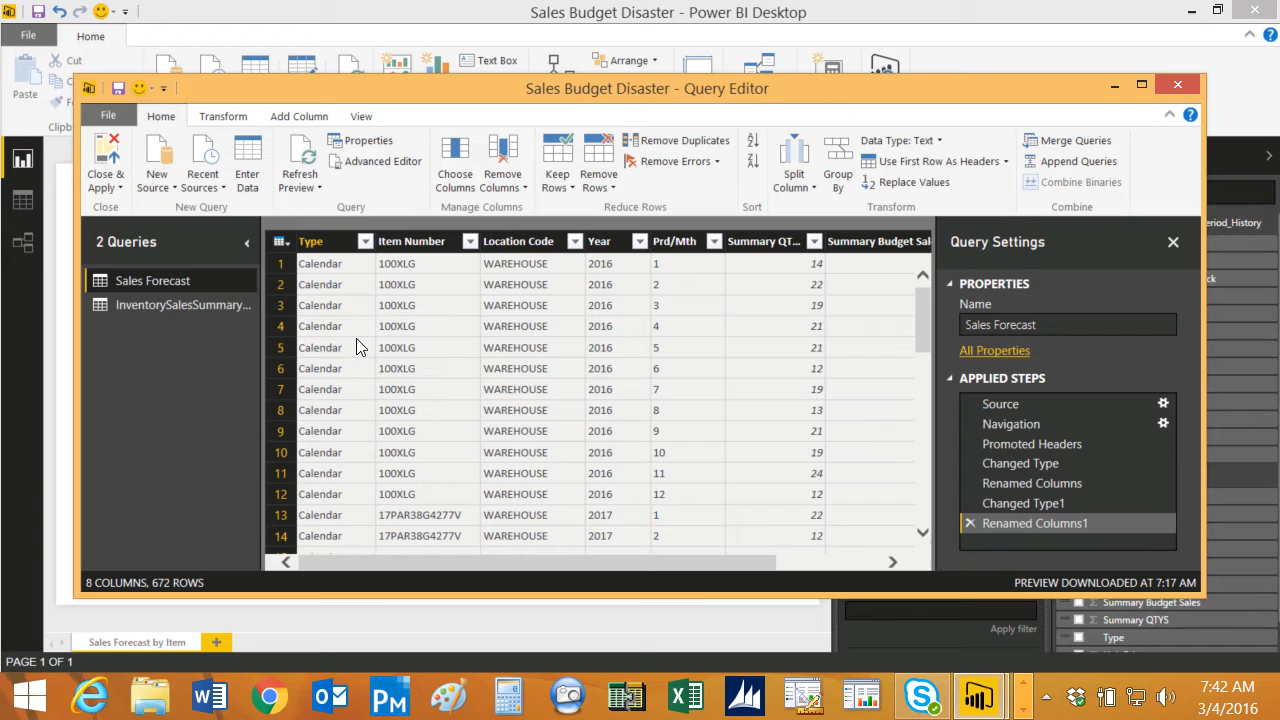 Sales Budget Disaster - Power BI Desktop
File
Home
Cut
Paste
Clipb
Text Box
Arrange
Sales Budget Disaster - Query Editor
File
Home
Transform
Add Column
View
Close & Apply
New Source
Recent Sources
Enter Data
Refresh Preview
Properties
Advanced Editor
Choose Columns
Remove Columns
Keep Rows
Remove Rows
Remove Duplicates
Remove Errors
Split Column
Group By
Data Type: Text
Use First Row As Headers
Replace Values
Merge Queries
Append Queries
Combine Binaries
Close
New Query
Query
Manage Columns
Reduce Rows
Sort
Transform
Combine
2 Queries
Sales Forecast
InventorySalesSummary...
Type Item Number Location Code Year Prd/Mth Summary QT... Summary Budget Sal
1 Calendar 100XLG WAREHOUSE 2016 1 14
2 Calendar 100XLG WAREHOUSE 2016 2 22
3 Calendar 100XLG WAREHOUSE 2016 3 19
4 Calendar 100XLG WAREHOUSE 2016 4 21
5 Calendar 100XLG WAREHOUSE 2016 5 21
6 Calendar 100XLG WAREHOUSE 2016 6 12
7 Calendar 100XLG WAREHOUSE 2016 7 19
8 Calendar 100XLG WAREHOUSE 2016 8 13
9 Calendar 100XLG WAREHOUSE 2016 9 21
10 Calendar 100XLG WAREHOUSE 2016 10 19
11 Calendar 100XLG WAREHOUSE 2016 11 24
12 Calendar 100XLG WAREHOUSE 2016 12 12
13 Calendar 17PAR38G4277V WAREHOUSE 2017 1 22
14 Calendar 17PAR38G4277V WAREHOUSE 2017 2 12
Query Settings
PROPERTIES
Name
Sales Forecast
All Properties
APPLIED STEPS
Source
Navigation
Promoted Headers
Changed Type
Renamed Columns
Changed Type1
Renamed Columns1
8 COLUMNS, 672 ROWS
PREVIEW DOWNLOADED AT 7:17 AM
eriod_History
ck
Summary Budget Sales
Summary QTYS
Type
Apply filter
Sales Forecast by Item
PAGE 1 OF 1
7:42 AM
3/4/2016